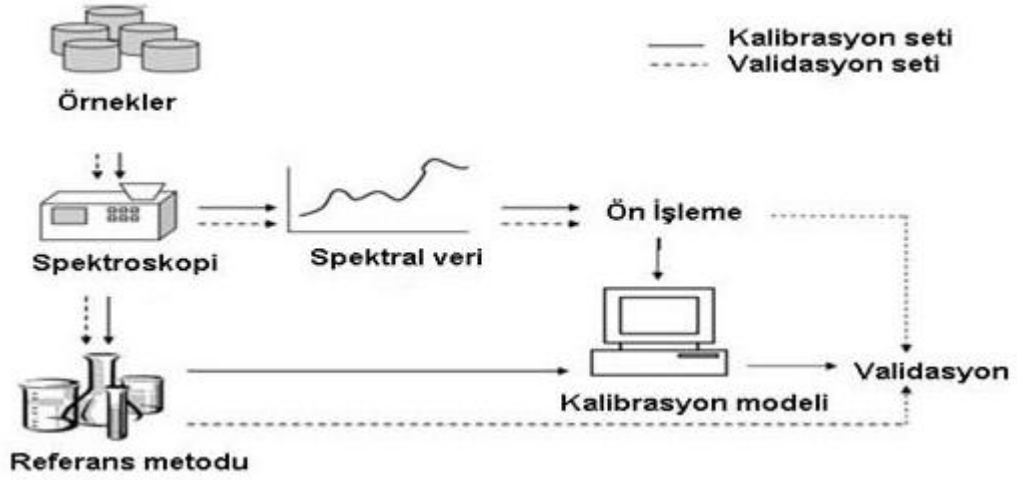 Kalibrasyon seti
Validasyon seti
Örnekler
Spektroskopi
Spektral veri
Ön İşleme
Kalibrasyon modeli
Validasyon
Referans metodu